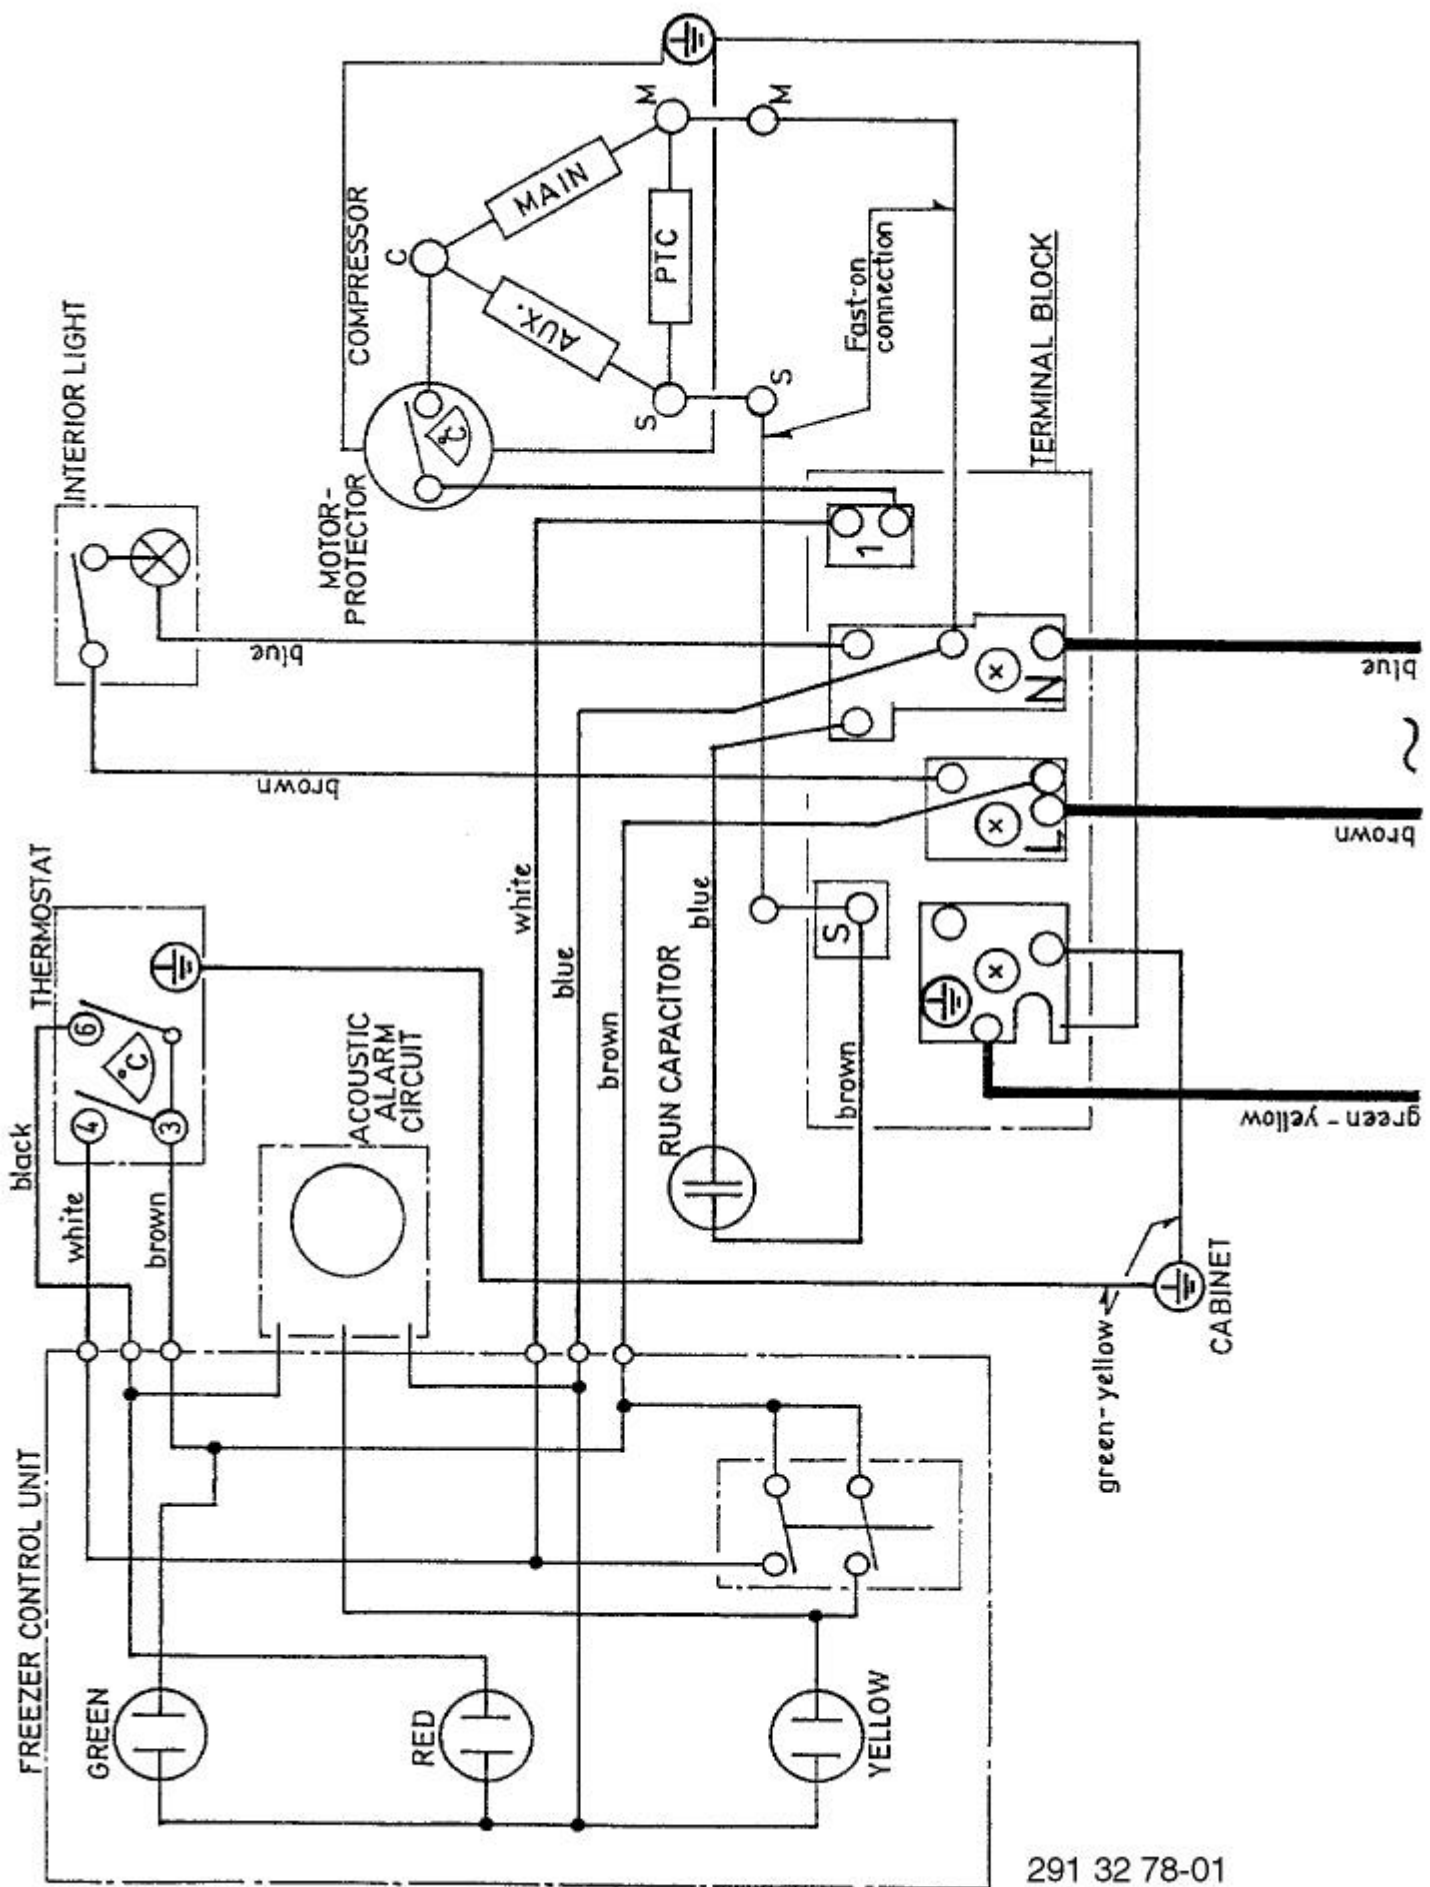 M
M
MAIN
COMPRESSOR
C
PTC
AUX.
INTERIOR LIGHT
Fast-on
connection
TERMINAL BLOCK
S
S
°C
MOTOR-
PROTECTOR
1
blue
blue
N
~
brown
brown
L
THERMOSTAT
white
blue
S
blue
6
°C
4
3
black
white
brown
ACOUSTIC
ALARM
CIRCUIT
brown
RUN CAPACITOR
brown
green-yellow
green-yellow
CABINET
FREEZER CONTROL UNIT
GREEN
RED
YELLOW
291 32 78-01